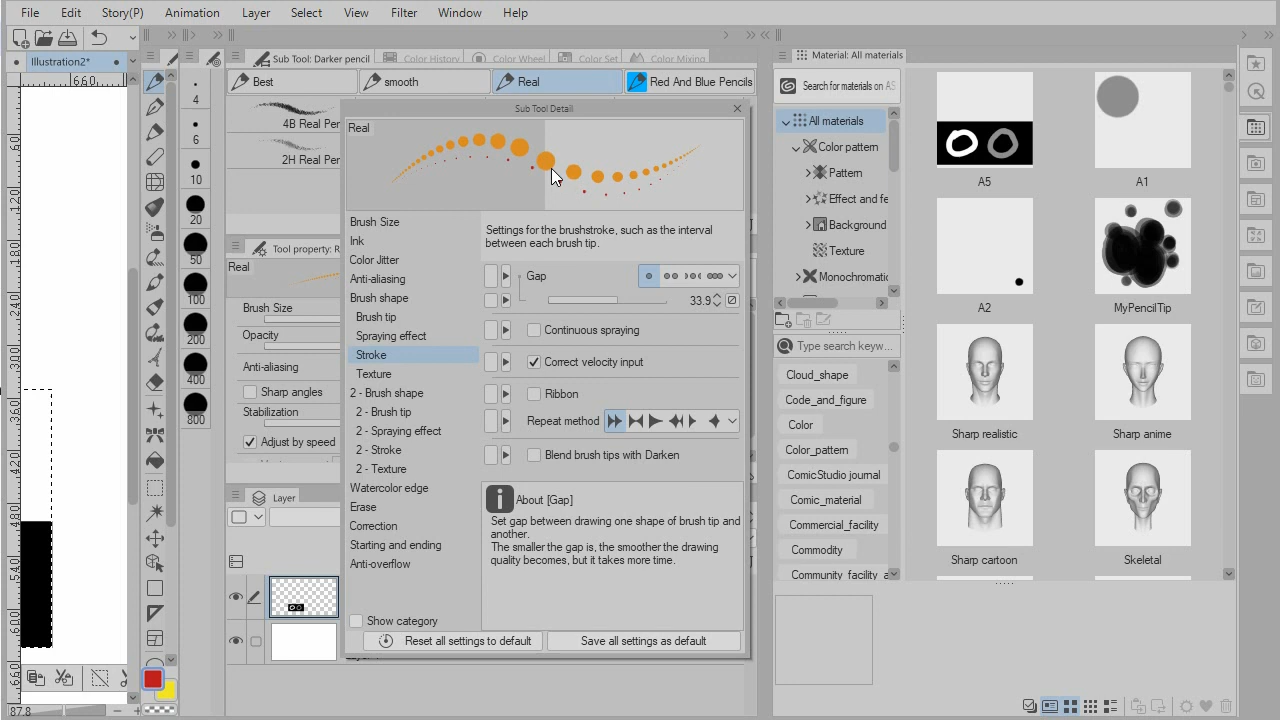 File Edit Story(P) Animation Layer Select View Filter Window Help
Illustration2*
660
Sub Tool: Darker pencil Color History Color Wheel Color Set Color Mixing
Best smooth Real Red And Blue Pencils
4B Real Pen
2H Real Pen
4
6
10
20
50
100
200
400
800
Tool property: R
Real
Brush Size
Opacity
Anti-aliasing
Sharp angles
Stabilization
Adjust by speed
Layer
87.8
Sub Tool Detail
Real
Brush Size
Ink
Color Jitter
Anti-aliasing
Brush shape
Brush tip
Spraying effect
Stroke
Texture
2 - Brush shape
2 - Brush tip
2 - Spraying effect
2 - Stroke
2 - Texture
Watercolor edge
Erase
Correction
Starting and ending
Anti-overflow
Show category
Settings for the brushstroke, such as the interval
between each brush tip.
Gap
33.9
Continuous spraying
Correct velocity input
Ribbon
Repeat method
Blend brush tips with Darken
About [Gap]
Set gap between drawing one shape of brush tip and
another.
The smaller the gap is, the smoother the drawing
quality becomes, but it takes more time.
Reset all settings to default Save all settings as default
Material: All materials
Search for materials on AS
All materials
Color pattern
Pattern
Effect and fe
Background
Texture
Monochromatic
Type search keyw...
Cloud_shape
Code_and_figure
Color
Color_pattern
ComicStudio journal
Comic_material
Commercial_facility
Commodity
Community_facility_a
A5 A1
A2 MyPencilTip
Sharp realistic Sharp anime
Sharp cartoon Skeletal